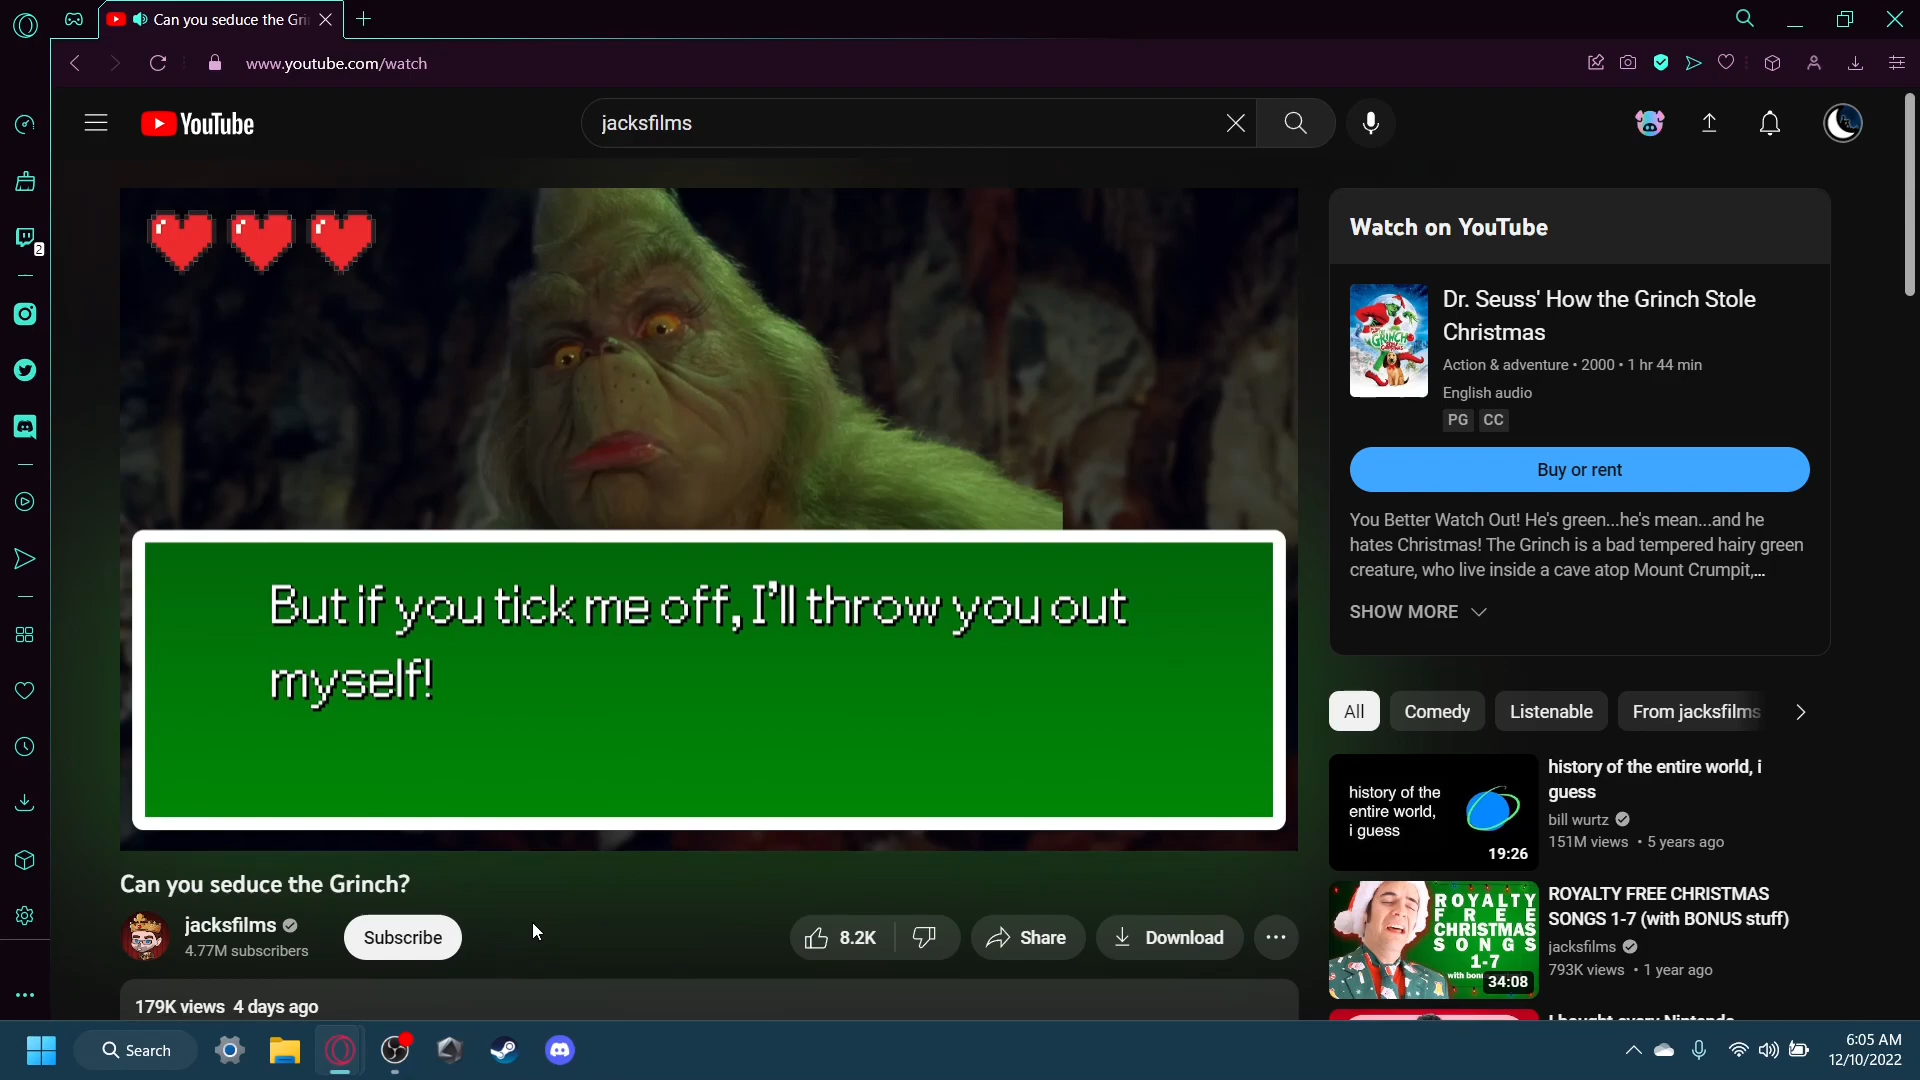 Can you seduce the Gri
www.youtube.com/watch
2
YouTube
jacksfilms
But if you tick me off, I'll throw you out
myself!
Watch on YouTube
Dr. Seuss' How the Grinch Stole
Christmas
Action & adventure • 2000 • 1 hr 44 min
English audio
PG CC
Buy or rent
You Better Watch Out! He's green...he's mean...and he
hates Christmas! The Grinch is a bad tempered hairy green
creature, who live inside a cave atop Mount Crumpit,...
SHOW MORE
All Comedy Listenable From jacksfilms
history of the
entire world,
i guess
19:26
history of the entire world, i
guess
bill wurtz
151M views • 5 years ago
ROYALTY
FREE
CHRISTMAS
SONGS
1-7
with bon
34:08
ROYALTY FREE CHRISTMAS
SONGS 1-7 (with BONUS stuff)
jacksfilms
793K views • 1 year ago
Can you seduce the Grinch?
jacksfilms
4.77M subscribers
Subscribe
8.2K
Share
Download
179K views 4 days ago
Search
6:05 AM
12/10/2022